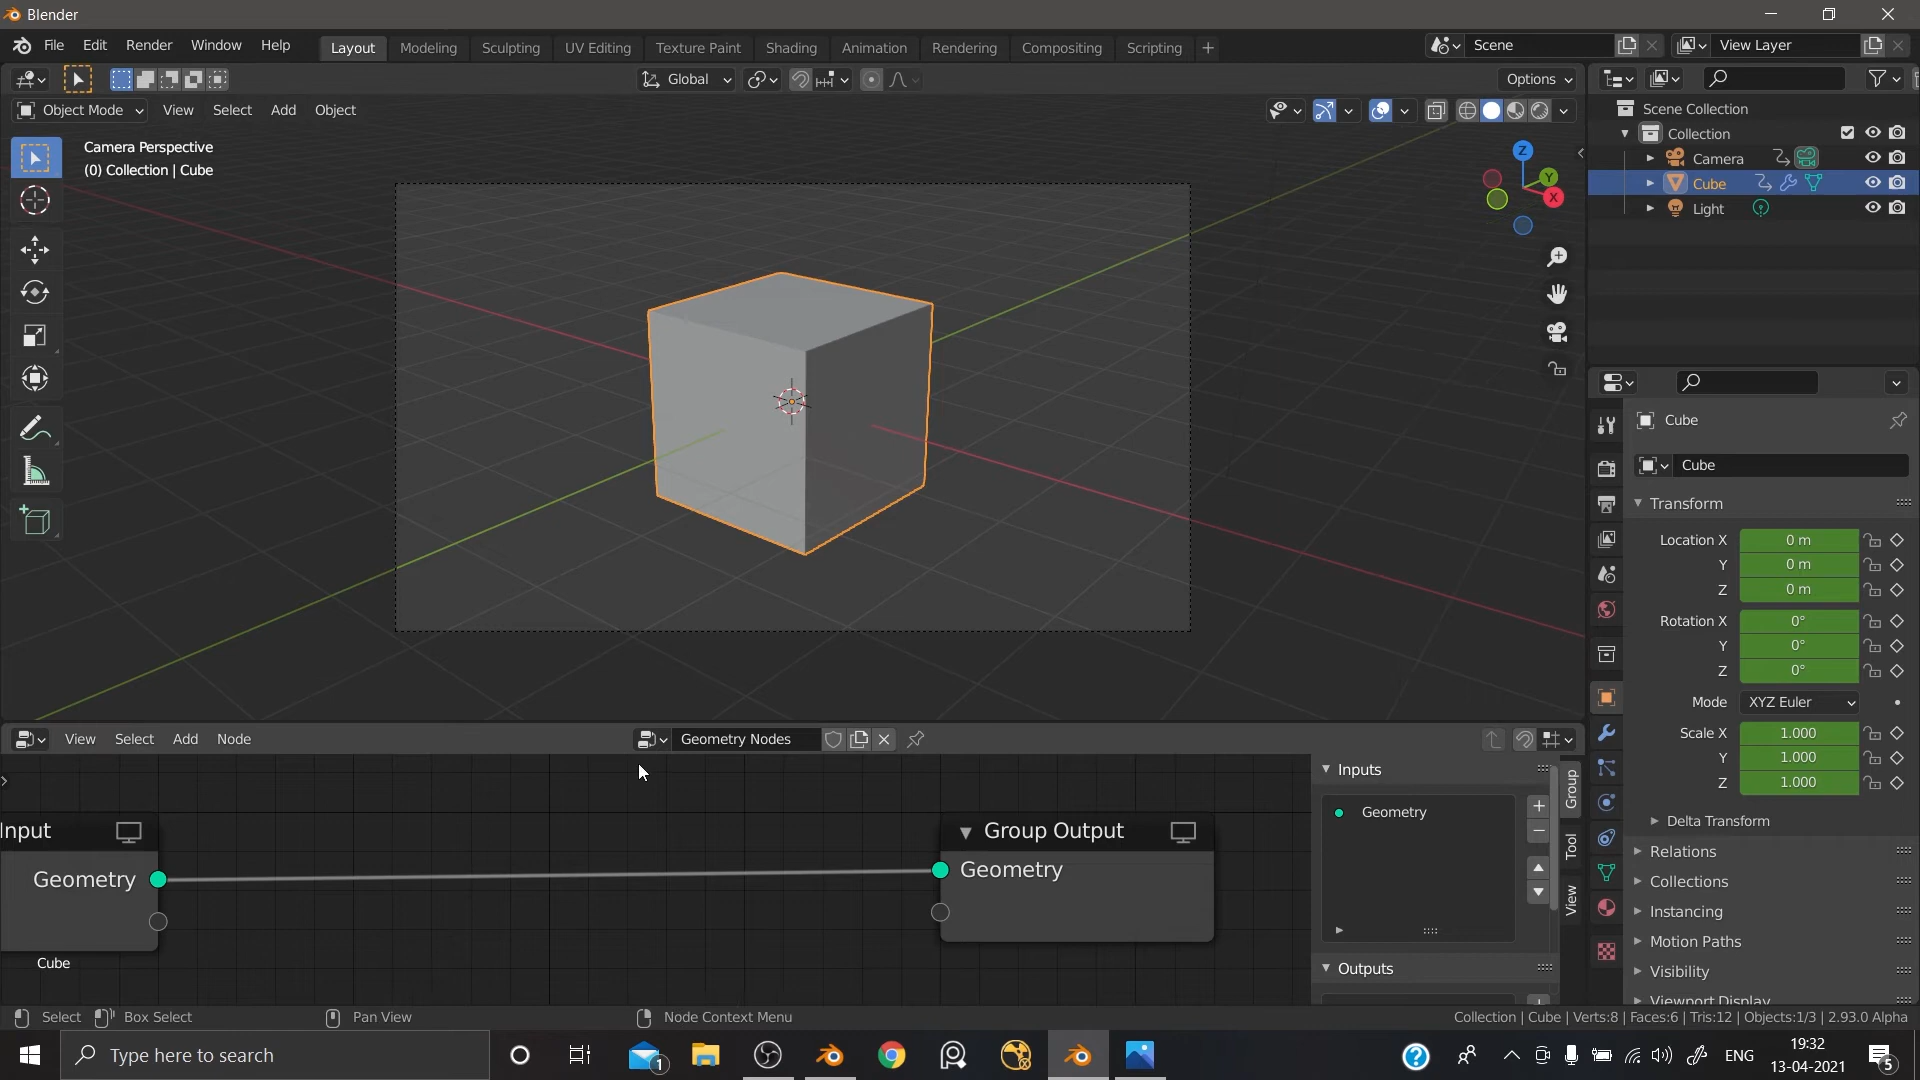 Blender
File Edit Render Window Help Layout Modeling Sculpting UV Editing Texture Paint Shading Animation Rendering Compositing Scripting + Scene View Layer
Global Options
Object Mode View Select Add Object
Camera Perspective
(0) Collection | Cube
Z
Y
X
Scene Collection
Collection
Camera
Cube
Light
Cube
Cube
Transform
Location X 0 m
Y 0 m
Z 0 m
Rotation X 0°
Y 0°
Z 0°
Mode XYZ Euler
Scale X 1.000
Y 1.000
Z 1.000
Delta Transform
Relations
Collections
Instancing
Motion Paths
Visibility
Viewport Display
View Select Add Node Geometry Nodes
Input
Geometry
Cube
Group Output
Geometry
Inputs
Geometry
Outputs
Group
Tool
View
Select Box Select Pan View Node Context Menu Collection | Cube | Verts:8 | Faces:6 | Tris:12 | Objects:1/3 | 2.93.0 Alpha
Type here to search 1 ENG 19:32
13-04-2021 5